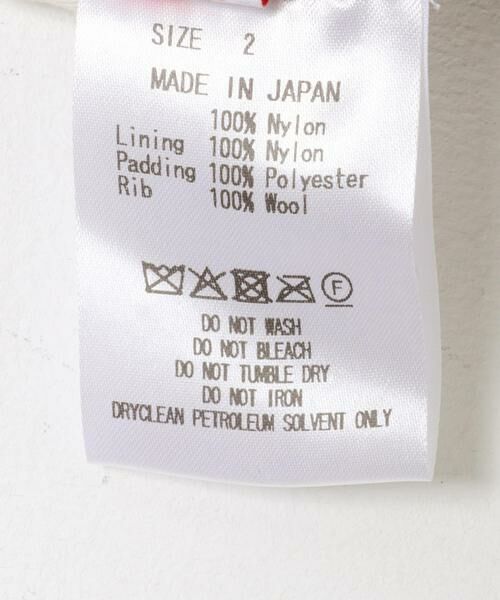 SIZE 2
MADE IN JAPAN
100% Nylon
Lining 100% Nylon
Padding 100% Polyester
Rib 100% Wool
F
DO NOT WASH
DO NOT BLEACH
DO NOT TUMBLE DRY
DO NOT IRON
DRYCLEAN PETROLEUM SOLVENT ONLY